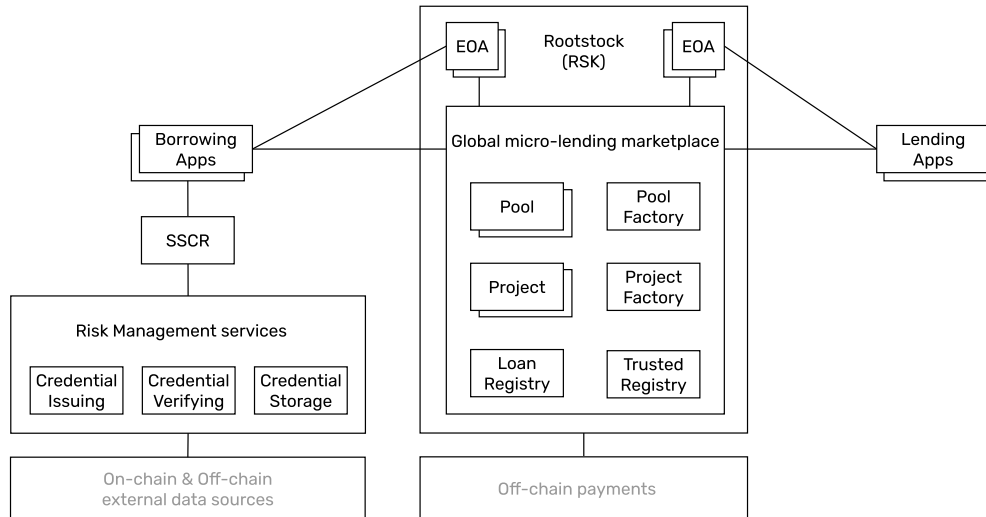 EOA
Rootstock
(RSK)
EOA
Borrowing
Apps
Global micro-lending marketplace
Lending
Apps
Pool
Pool
Factory
SSCR
Project
Project
Factory
Risk Management services
Loan
Registry
Trusted
Registry
Credential
Issuing
Credential
Verifying
Credential
Storage
On-chain & Off-chain
external data sources
Off-chain payments